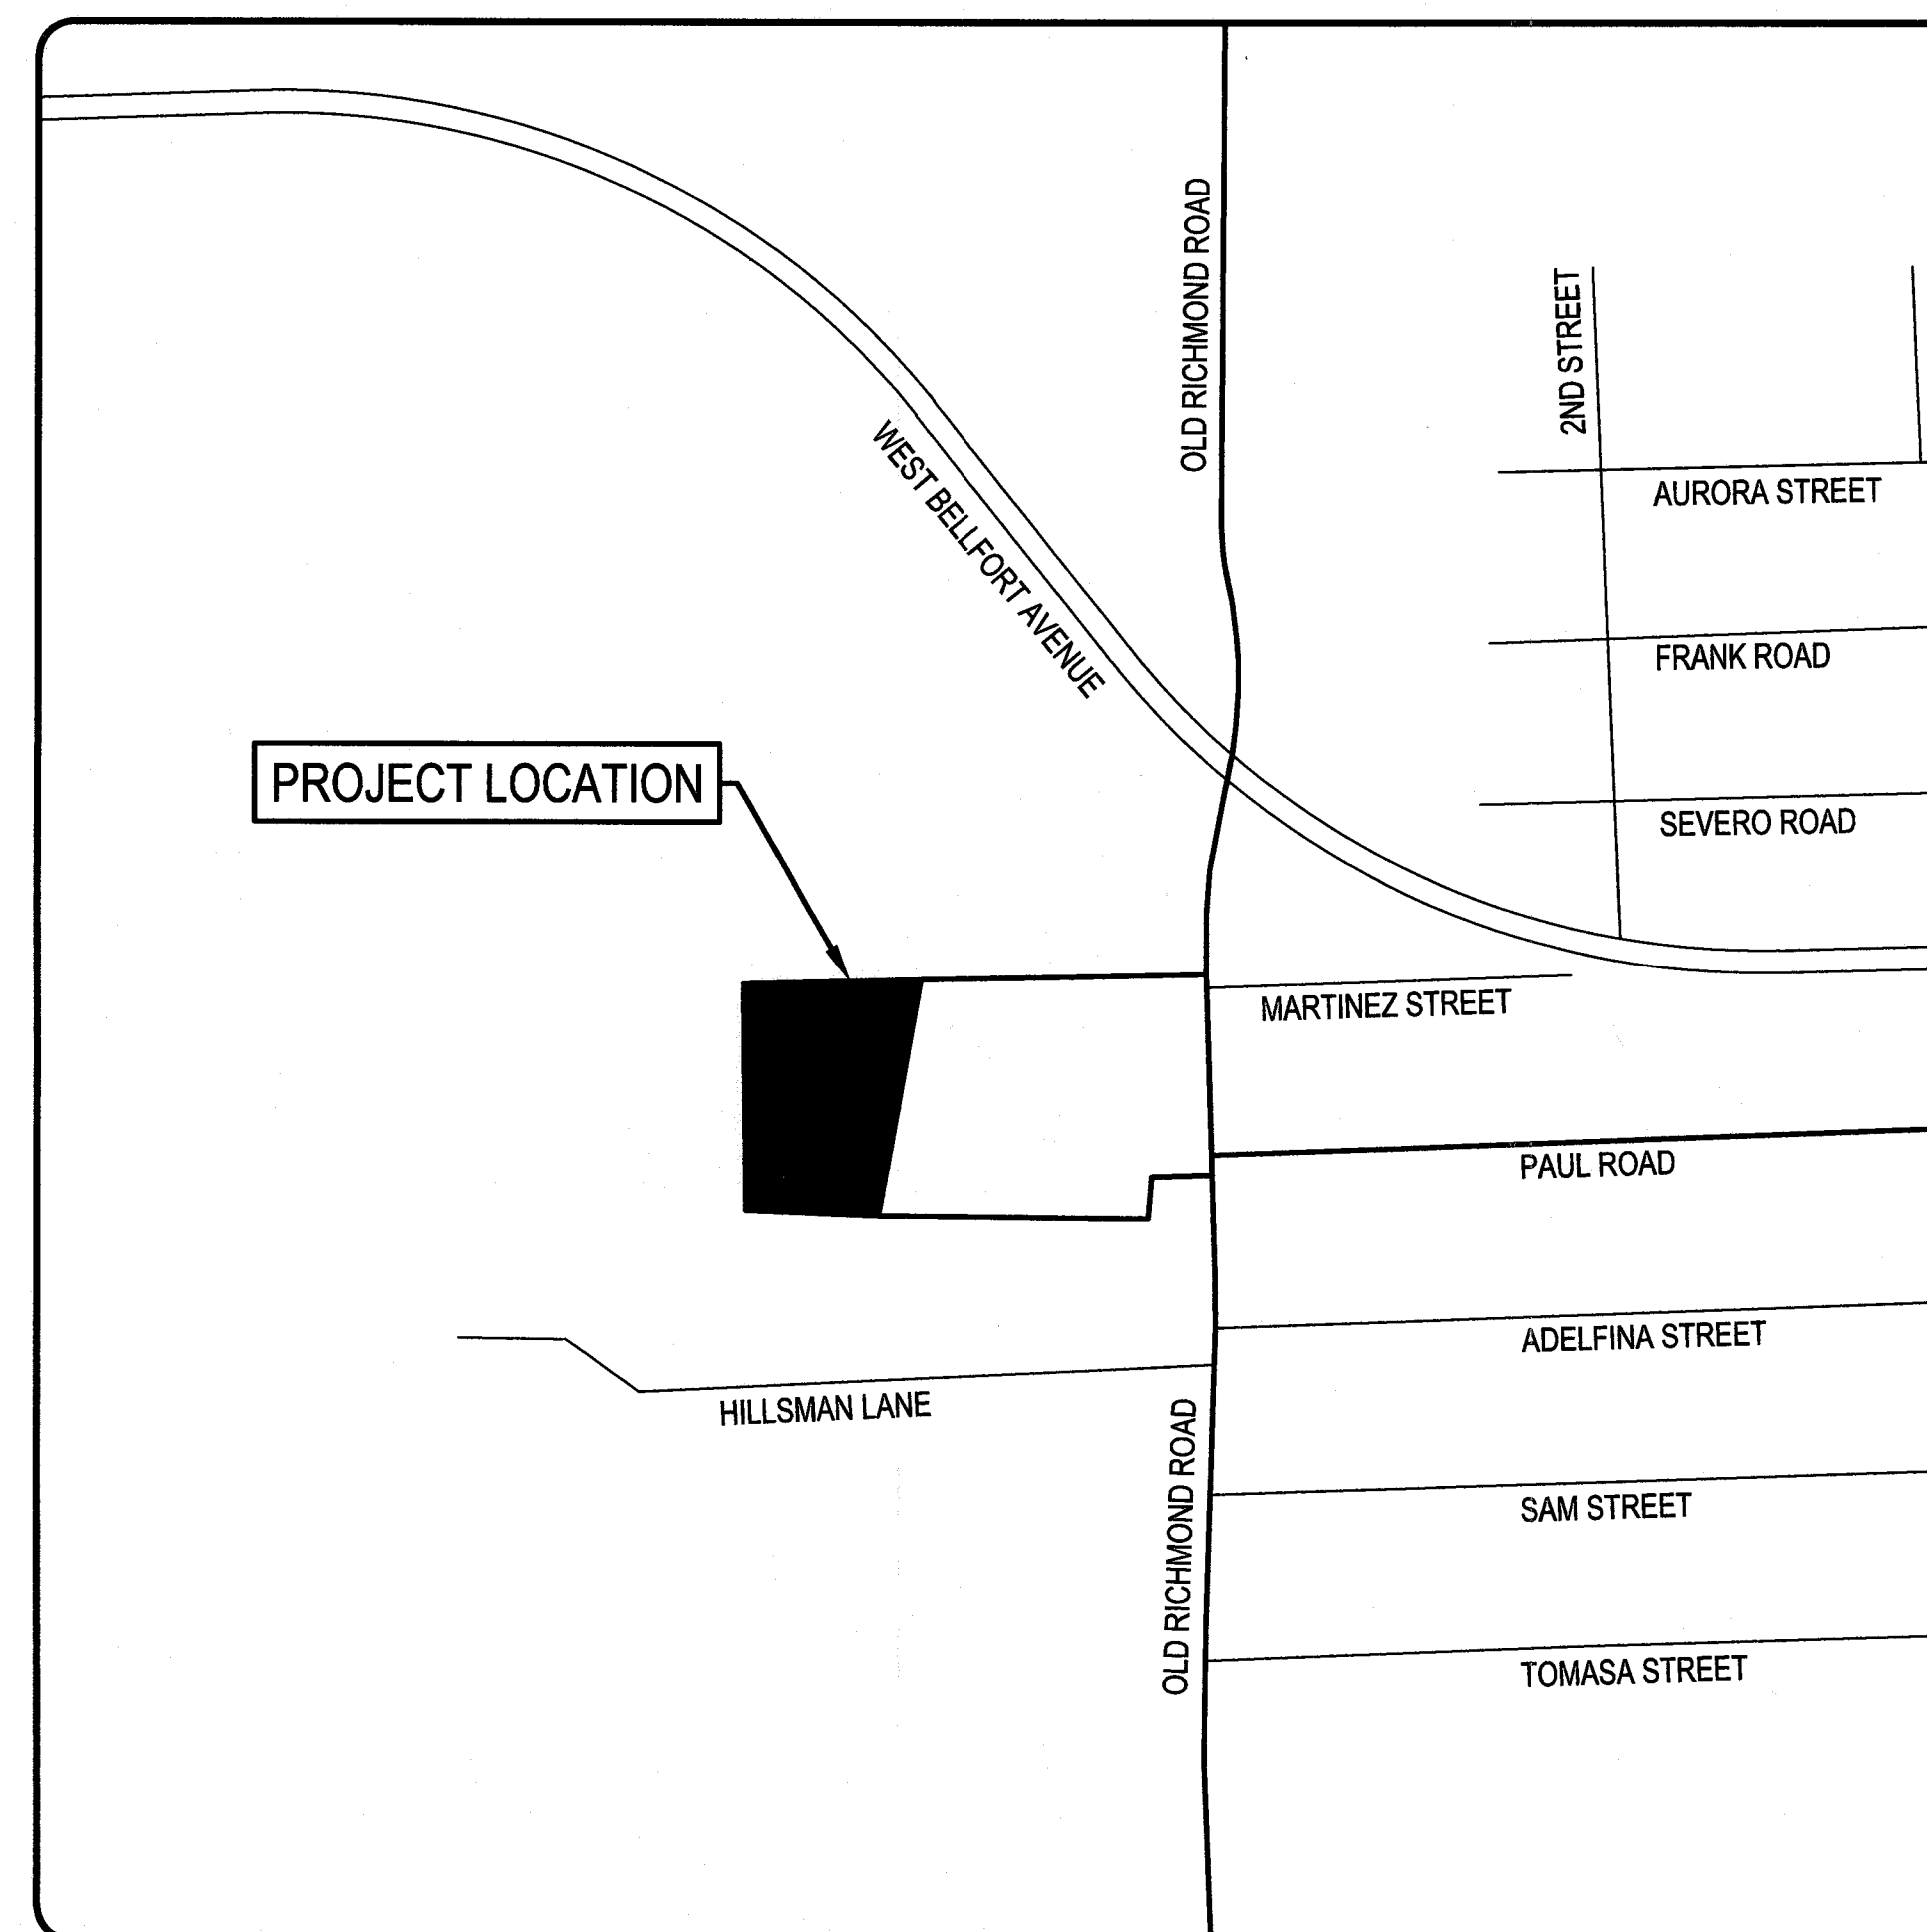 OLD RICHMOND ROAD
2ND STREET
WEST BELLFORT AVENUE
AURORA STREET
FRANK ROAD
PROJECT LOCATION
SEVERO ROAD
MARTINEZ STREET
PAUL ROAD
ADELFINA STREET
HILLSMAN LANE
OLD RICHMOND ROAD
SAM STREET
TOMASA STREET